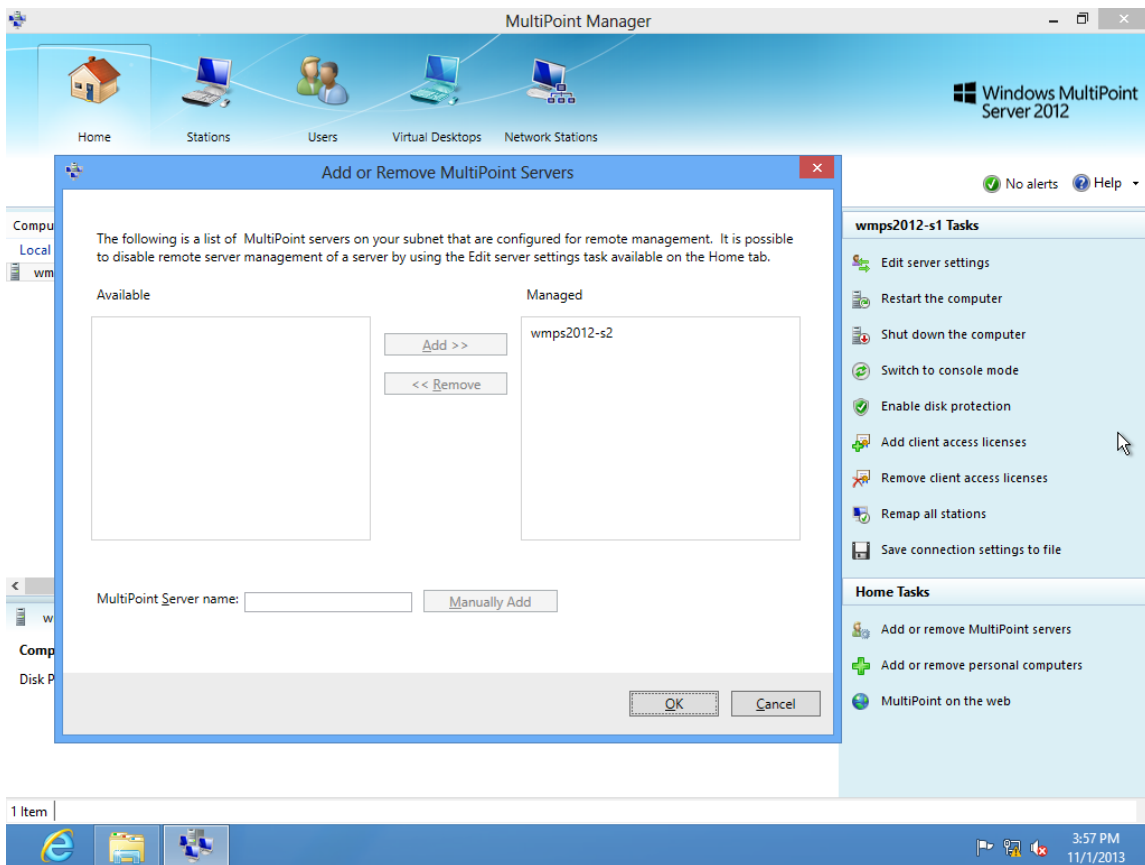 MultiPoint Manager
Home
Stations
Users
Virtual Desktops
Network Stations
Windows MultiPoint
Server 2012
Add or Remove MultiPoint Servers
No alerts
Help
Compu
Local
wm
The following is a list of MultiPoint servers on your subnet that are configured for remote management. It is possible
to disable remote server management of a server by using the Edit server settings task available on the Home tab.
Available
Managed
wmps2012-s2
Add >>
<< Remove
MultiPoint Server name:
Manually Add
OK
Cancel
wmps2012-s1 Tasks
Edit server settings
Restart the computer
Shut down the computer
Switch to console mode
Enable disk protection
Add client access licenses
Remove client access licenses
Remap all stations
Save connection settings to file
Home Tasks
Add or remove MultiPoint servers
Add or remove personal computers
MultiPoint on the web
w
Comp
Disk P
1 Item
3:57 PM
11/1/2013